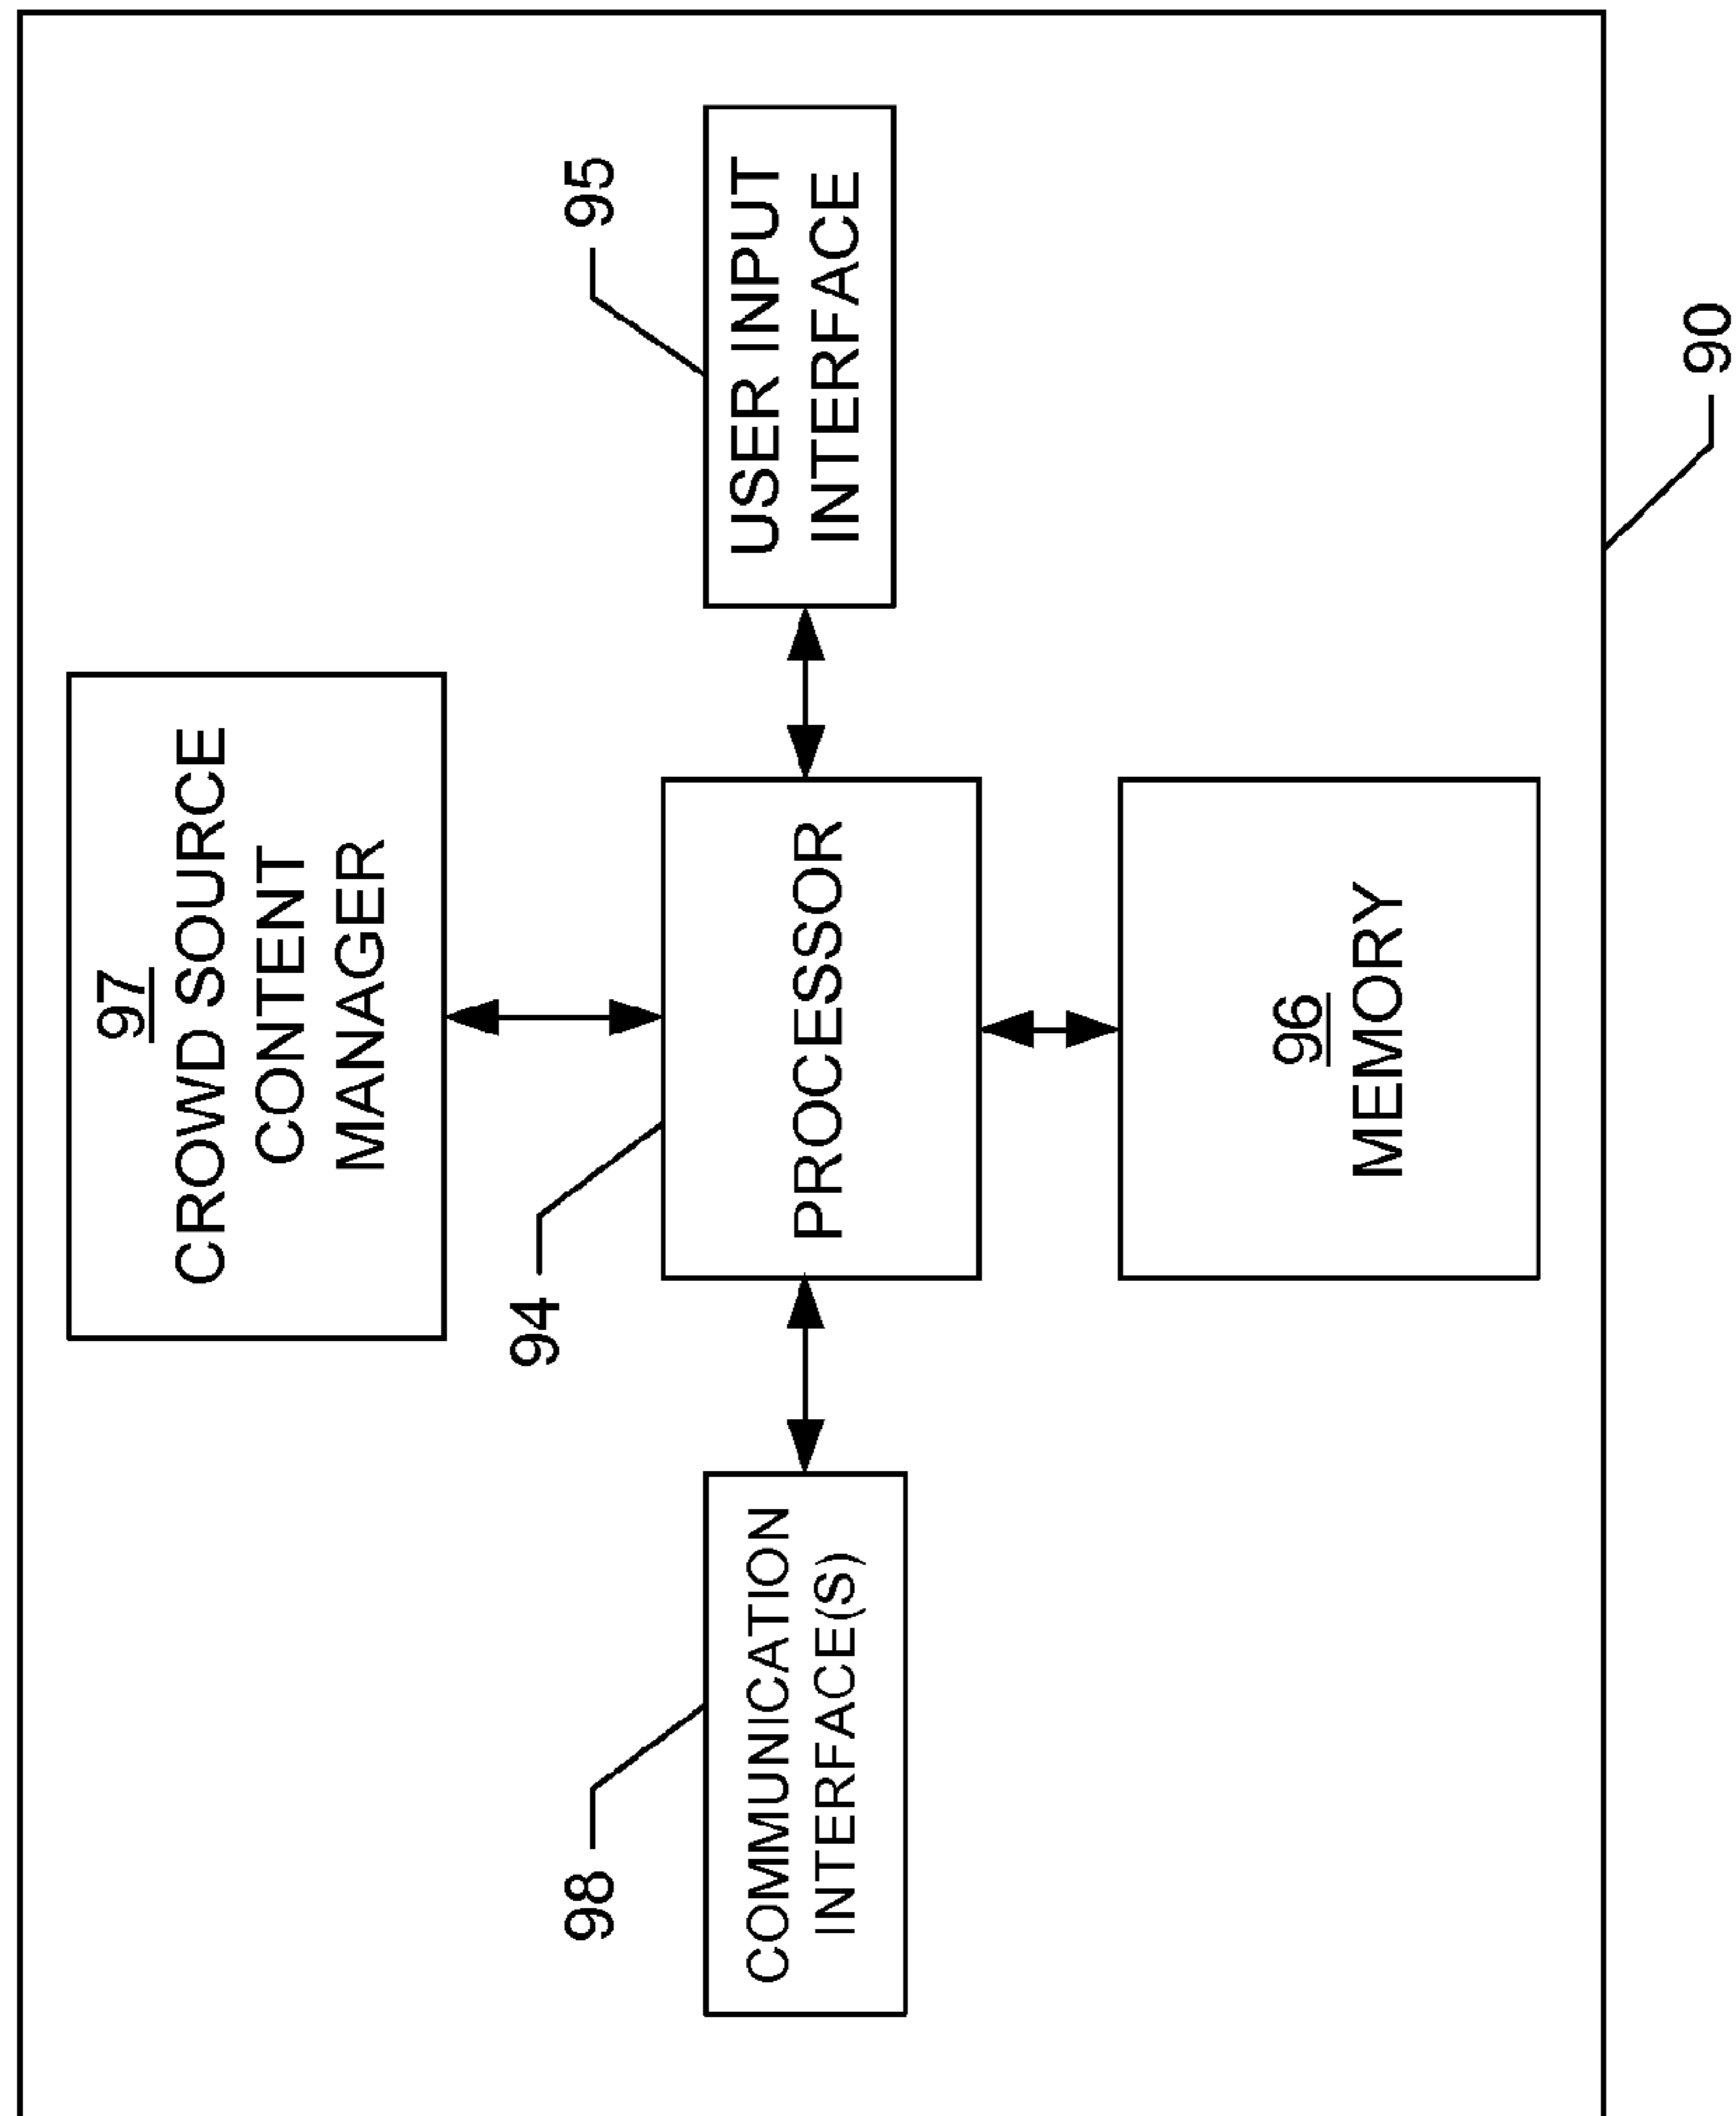 97
CROWD SOURCE
CONTENT
MANAGER
98
COMMUNICATION
INTERFACE(S)
94
PROCESSOR
95
USER INPUT
INTERFACE
96
MEMORY
90